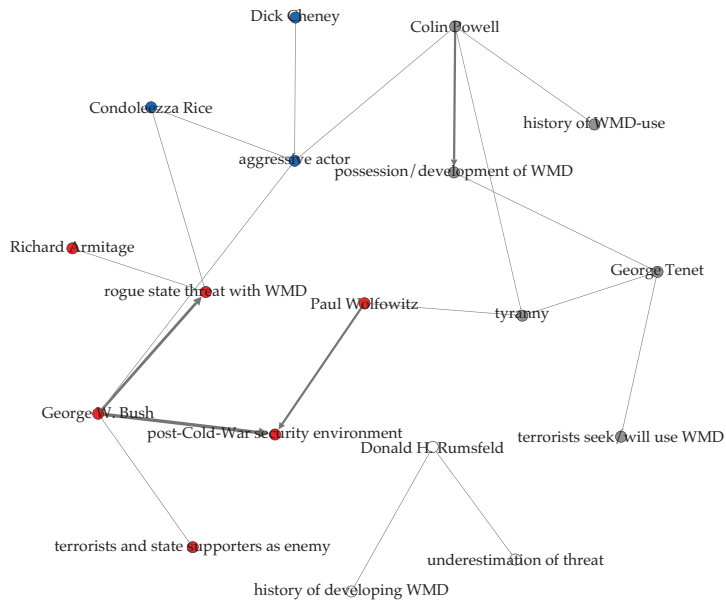 Dick Cheney
Colin Powell
Condoleezza Rice
history of WMD-use
aggressive actor
possession/development of WMD
Richard Armitage
George Tenet
rogue state threat with WMD
Paul Wolfowitz
tyranny
George W. Bush
post-Cold-War security environment
terrorists seek/will use WMD
Donald H. Rumsfeld
terrorists and state supporters as enemy
underestimation of threat
history of developing WMD